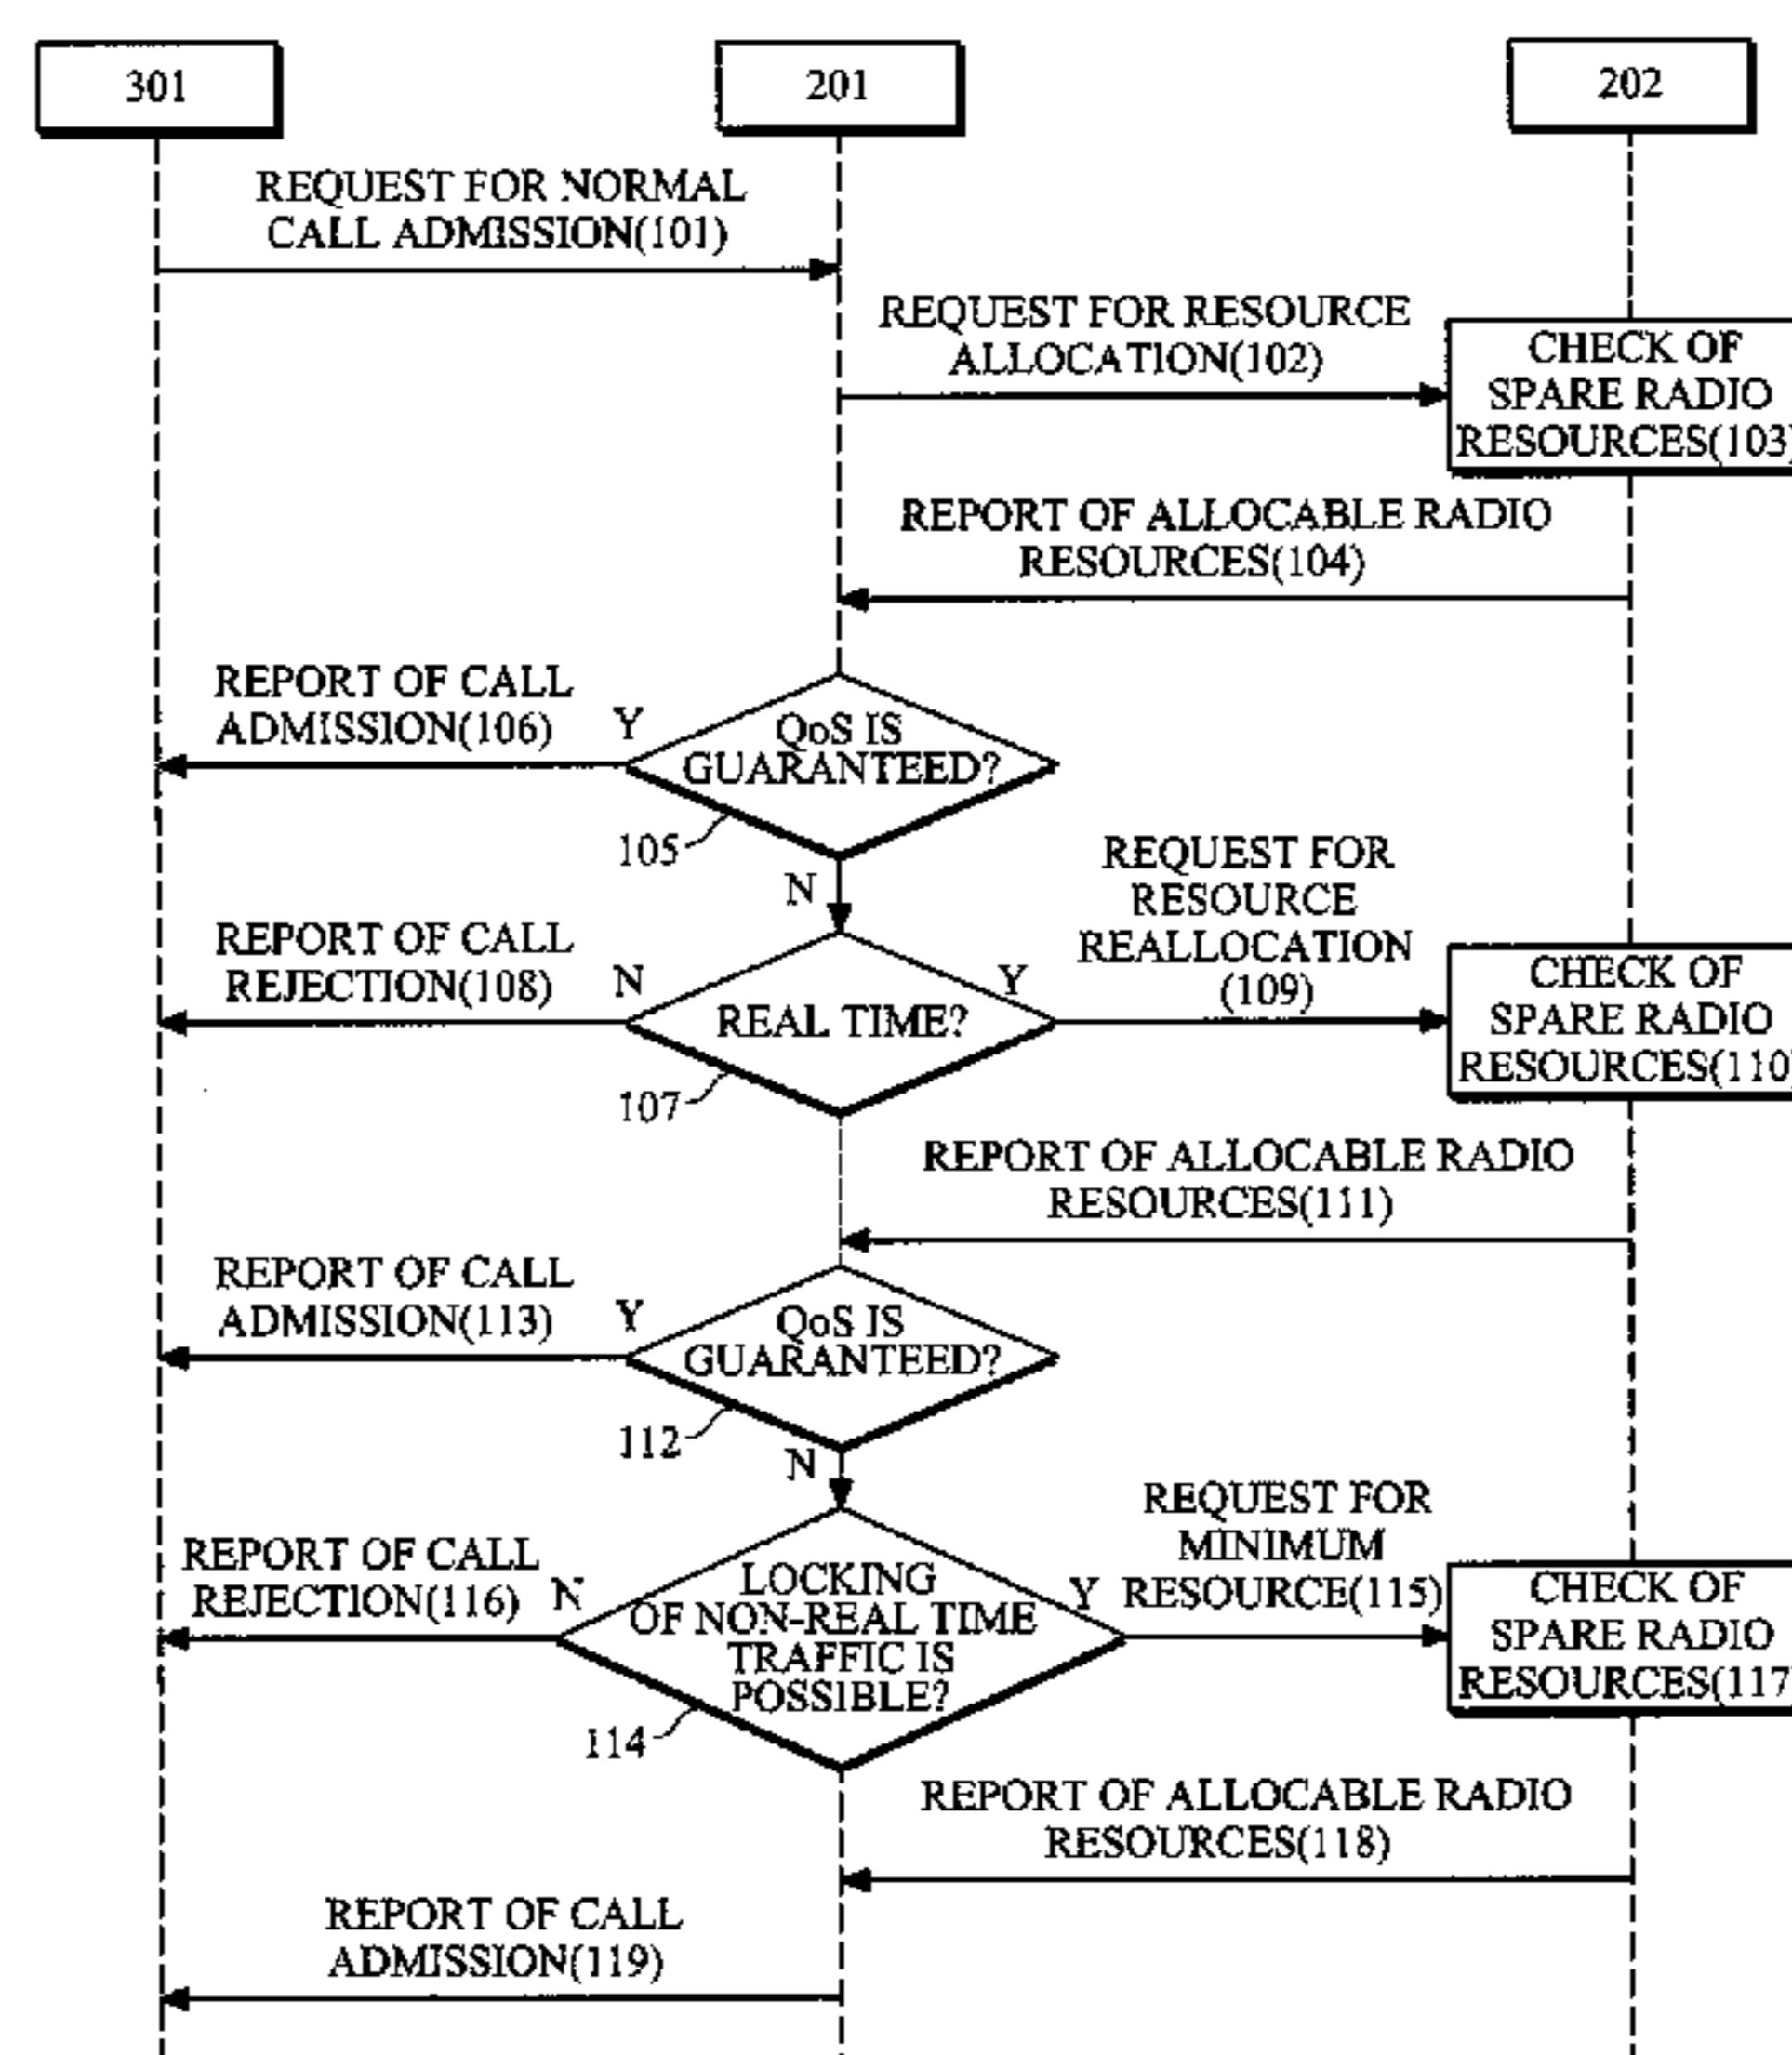 301
201
202
REQUEST FOR NORMAL
CALL ADMISSION(101)
REQUEST FOR RESOURCE
ALLOCATION(102)
CHECK OF
SPARE RADIO
RESOURCES(103)
REPORT OF ALLOCABLE RADIO
RESOURCES(104)
REPORT OF CALL
ADMISSION(106)
Y
QoS IS
GUARANTEED?
105
N
REQUEST FOR
RESOURCE
REALLOCATION
(109)
REPORT OF CALL
REJECTION(108)
N
REAL TIME?
Y
107
CHECK OF
SPARE RADIO
RESOURCES(110)
REPORT OF ALLOCABLE RADIO
RESOURCES(111)
REPORT OF CALL
ADMISSION(113)
Y
QoS IS
GUARANTEED?
112
N
REQUEST FOR
MINIMUM
RESOURCE(115)
REPORT OF CALL
REJECTION(116)
N
LOCKING
OF NON-REAL TIME
TRAFFIC IS
POSSIBLE?
Y
114
CHECK OF
SPARE RADIO
RESOURCES(117
REPORT OF ALLOCABLE RADIO
RESOURCES(118)
REPORT OF CALL
ADMISSION(119)